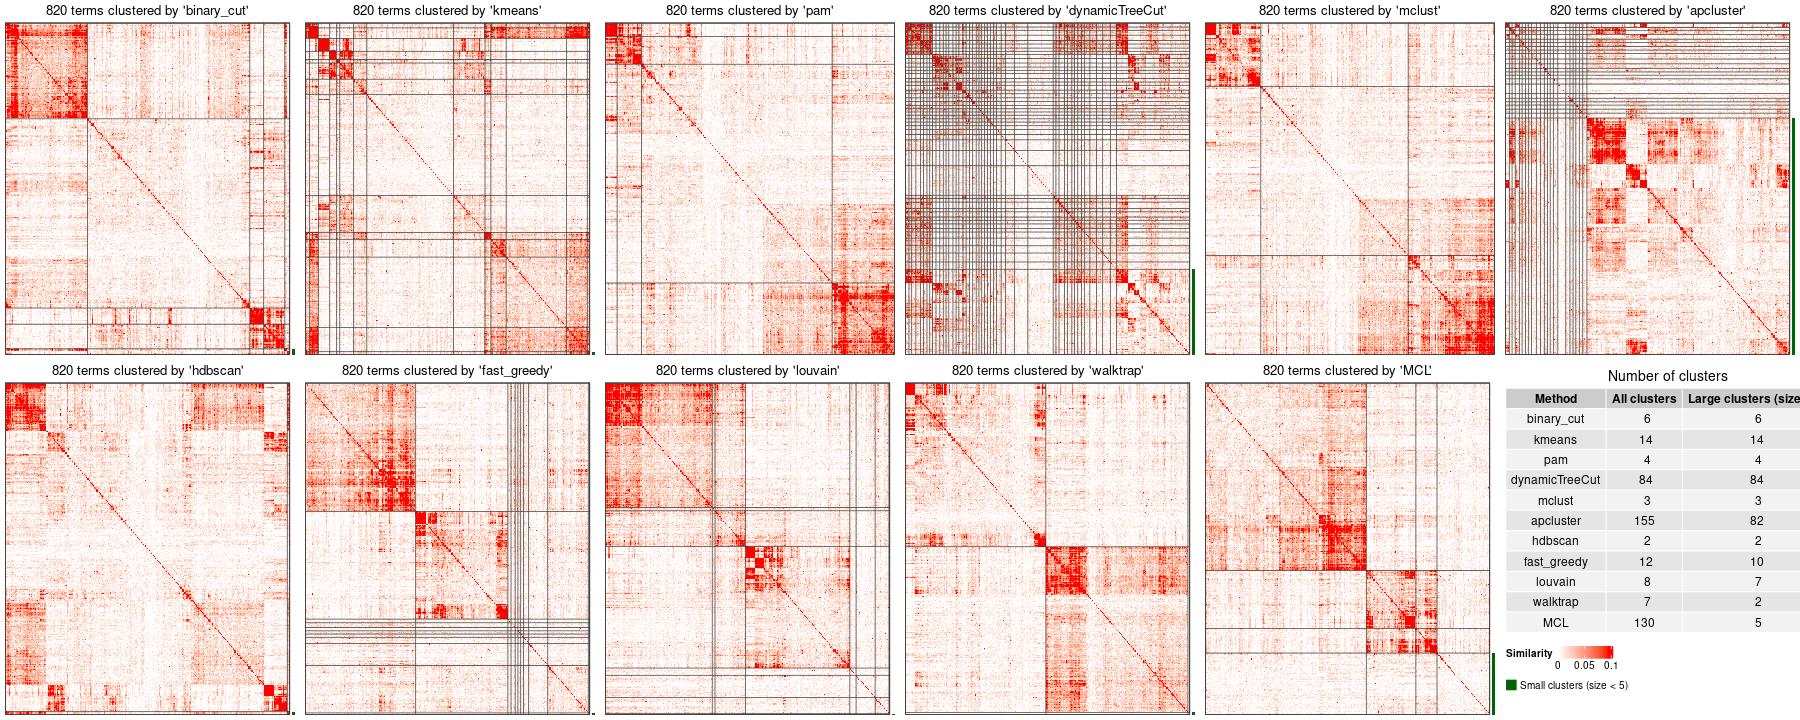 820 terms clustered by 'binary_cut'
820 terms clustered by 'kmeans'
820 terms clustered by 'pam'
820 terms clustered by 'dynamicTreeCut'
820 terms clustered by 'mclust'
820 terms clustered by 'apcluster'
820 terms clustered by 'hdbscan'
820 terms clustered by 'fast_greedy'
820 terms clustered by 'louvain'
820 terms clustered by 'walktrap'
820 terms clustered by 'MCL'
Number of clusters
Method All clusters Large clusters (size
binary_cut 6 6
kmeans 14 14
pam 4 4
dynamicTreeCut 84 84
mclust 3 3
apcluster 155 82
hdbscan 2 2
fast_greedy 12 10
louvain 8 7
walktrap 7 2
MCL 130 5
Similarity
0 0.05 0.1
Small clusters (size < 5)